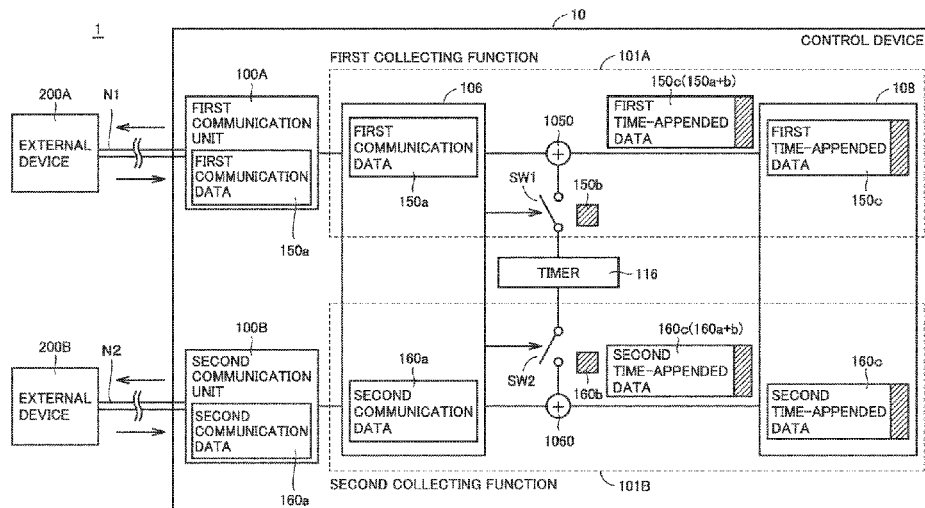 1
10
CONTROL DEVICE
FIRST COLLECTING FUNCTION
101A
200A
N1
EXTERNAL
DEVICE
100A
FIRST
COMMUNICATION
UNIT
FIRST
COMMUNICATION
DATA
150a
106
FIRST
COMMUNICATION
DATA
150a
1050
SW1
150b
150c(150a+b)
FIRST
TIME-APPENDED
DATA
108
FIRST
TIME-APPENDED
DATA
150c
TIMER
116
200B
N2
EXTERNAL
DEVICE
100B
SECOND
COMMUNICATION
UNIT
SECOND
COMMUNICATION
DATA
160a
160a
SECOND
COMMUNICATION
DATA
SW2
160b
1060
160c(160a+b)
SECOND
TIME-APPENDED
DATA
160c
SECOND
TIME-APPENDED
DATA
SECOND COLLECTING FUNCTION
101B